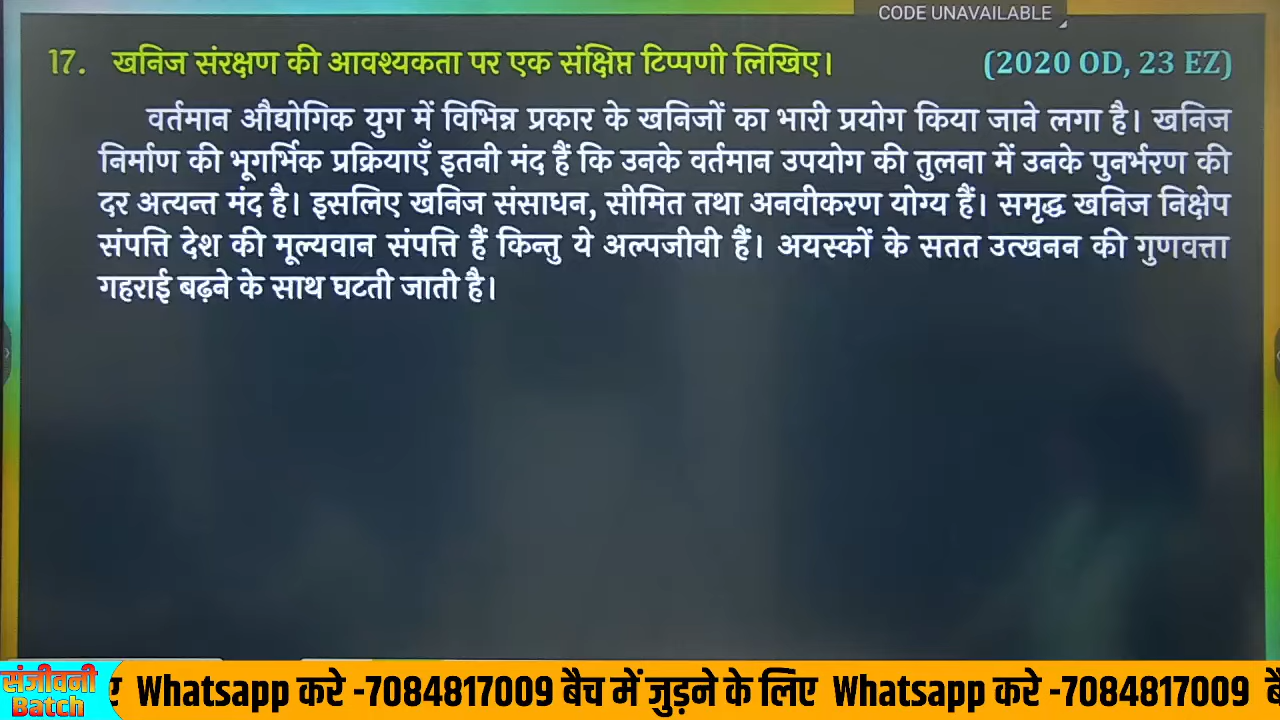 CODE UNAVAILABLE
17. खनिज संरक्षण की आवश्यकता पर एक संक्षिप्त टिप्पणी लिखिए। (2020 OD, 23 EZ)
वर्तमान औद्योगिक युग में विभिन्न प्रकार के खनिजों का भारी प्रयोग किया जाने लगा है। खनिज
निर्माण की भूगर्भिक प्रक्रियाएँ इतनी मंद हैं कि उनके वर्तमान उपयोग की तुलना में उनके पुनर्भरण की
दर अत्यन्त मंद है। इसलिए खनिज संसाधन, सीमित तथा अनवीकरण योग्य हैं। समृद्ध खनिज निक्षेप
संपत्ति देश की मूल्यवान संपत्ति हैं किन्तु ये अल्पजीवी हैं। अयस्कों के सतत उत्खनन की गुणवत्ता
गहराई बढ़ने के साथ घटती जाती है।
संजीवनी
Batch
ए Whatsapp करे -7084817009 बैच में जुड़ने के लिए Whatsapp करे -7084817009 बै